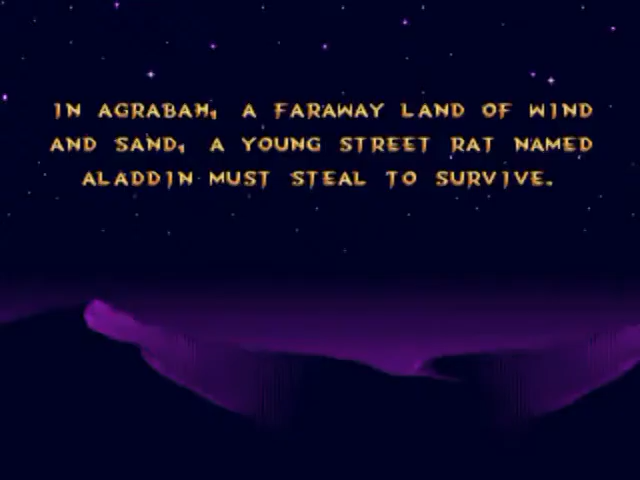 IN AGRABAH, A FARAWAY LAND OF WIND
AND SAND, A YOUNG STREET RAT NAMED
ALADDIN MUST STEAL TO SURVIVE.